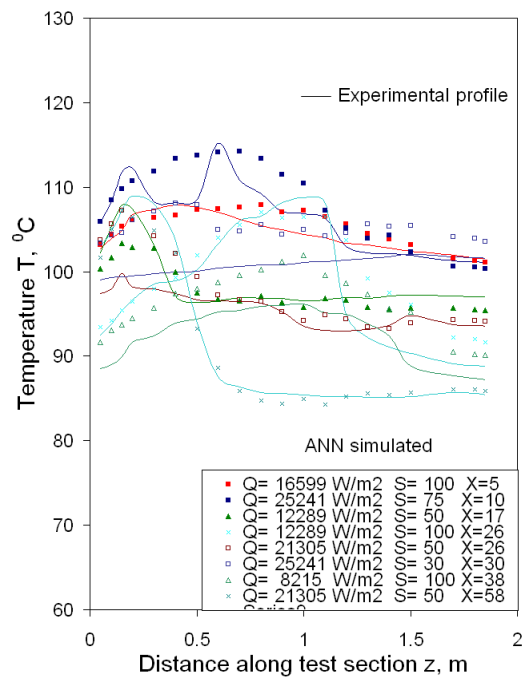 130
120
110
100
90
80
70
60
0
0.5
1
1.5
2
Temperature T, ⁰C
Distance along test section z, m
Experimental profile
ANN simulated
Q= 16599 W/m2 S= 100 X=5
Q= 25241 W/m2 S= 75 X=10
Q= 12289 W/m2 S= 50 X=17
Q= 12289 W/m2 S= 100 X=26
Q= 21305 W/m2 S= 50 X=26
Q= 25241 W/m2 S= 30 X=30
Q= 8215 W/m2 S= 100 X=38
Q= 21305 W/m2 S= 50 X=58